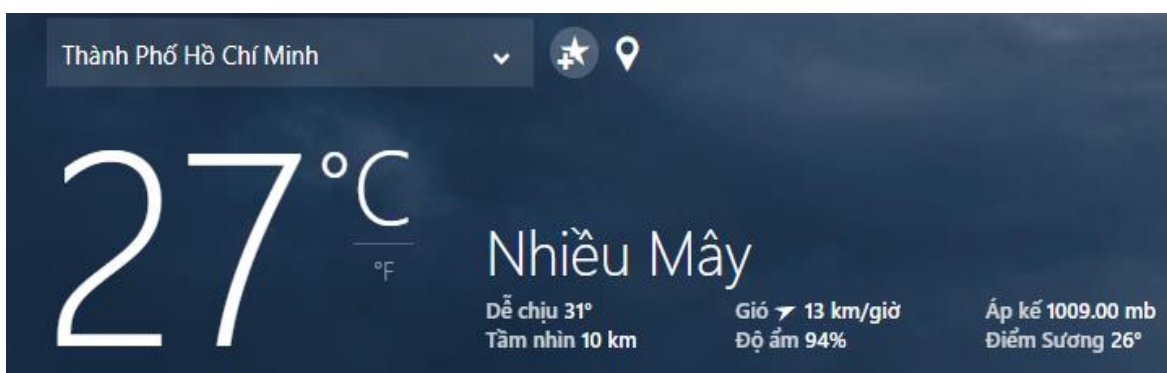 Thành Phố Hồ Chí Minh
27 °C
°F
Nhiều Mây
Dễ chịu 31° Gió 13 km/giờ Áp kế 1009.00 mb
Tầm nhìn 10 km Độ ẩm 94% Điểm Sương 26°